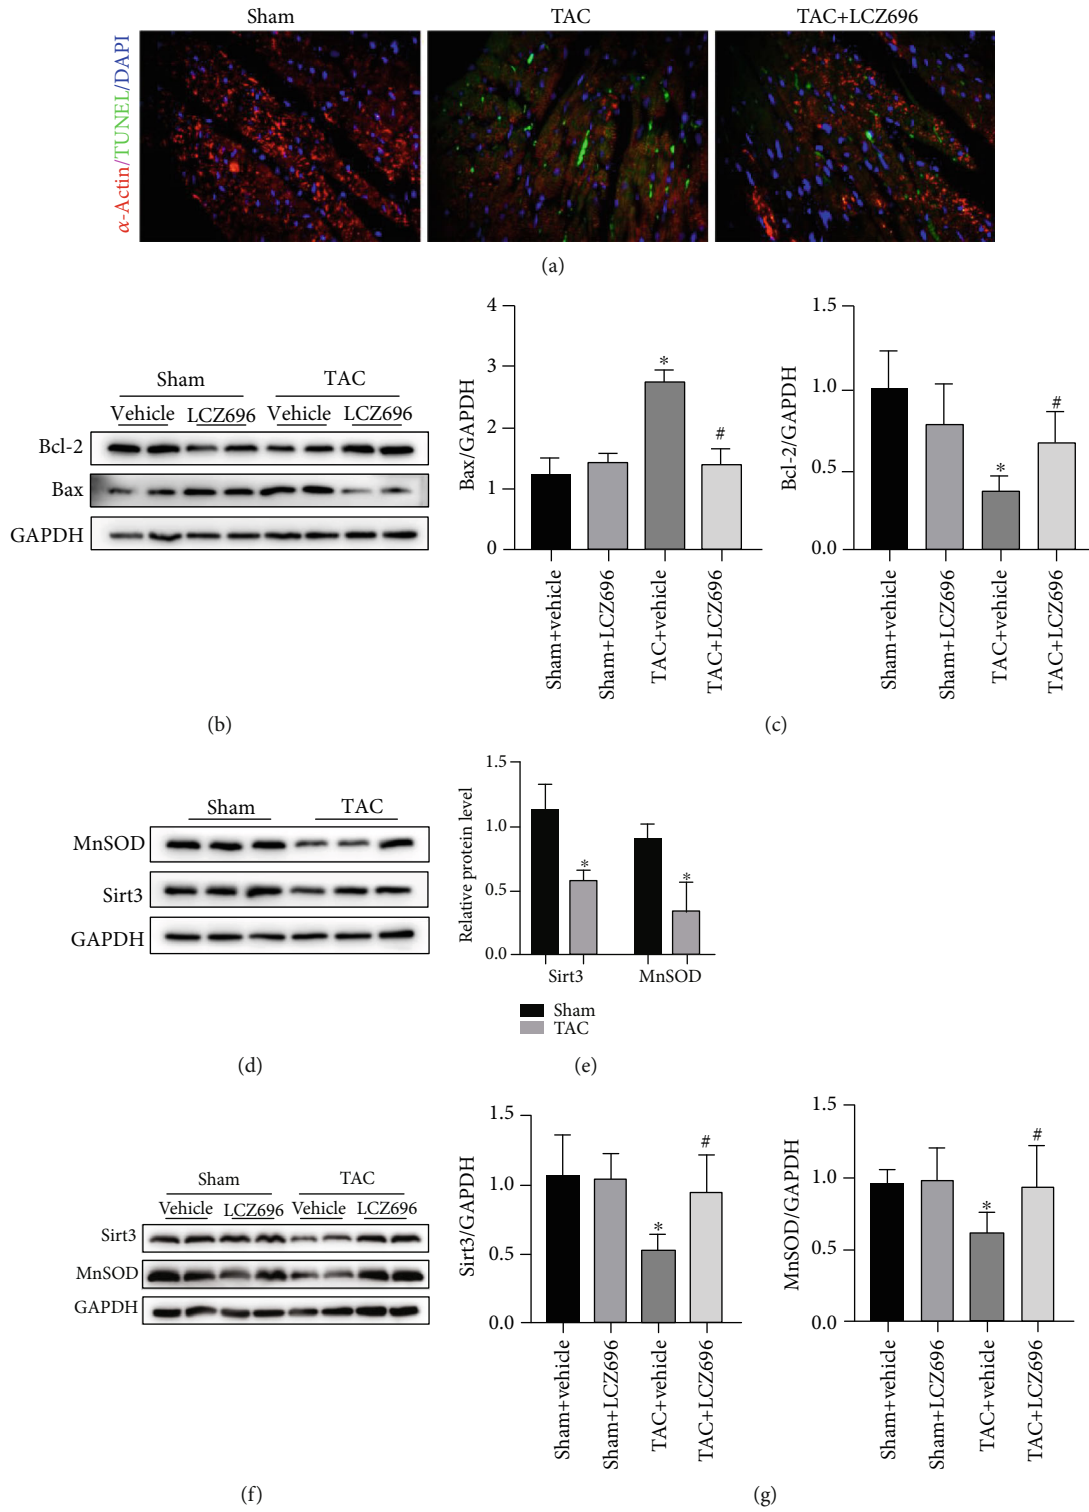 Sham
TAC
TAC+LCZ696
α-Actin/TUNEL/DAPI
(a)
Sham
TAC
Vehicle
LCZ696
Vehicle
LCZ696
Bcl-2
Bax
GAPDH
(b)
Bax/GAPDH
4
3
2
1
0
*
#
Sham+vehicle
Sham+LCZ696
TAC+vehicle
TAC+LCZ696
Bcl-2/GAPDH
1.5
1.0
0.5
0.0
*
#
Sham+vehicle
Sham+LCZ696
TAC+vehicle
TAC+LCZ696
(c)
Sham
TAC
MnSOD
Sirt3
GAPDH
(d)
Relative protein level
1.5
1.0
0.5
0.0
*
*
Sirt3
MnSOD
Sham
TAC
(e)
Sham
TAC
Vehicle
LCZ696
Vehicle
LCZ696
Sirt3
MnSOD
GAPDH
(f)
Sirt3/GAPDH
1.5
1.0
0.5
0.0
*
#
Sham+vehicle
Sham+LCZ696
TAC+vehicle
TAC+LCZ696
MnSOD/GAPDH
1.5
1.0
0.5
0.0
*
#
Sham+vehicle
Sham+LCZ696
TAC+vehicle
TAC+LCZ696
(g)